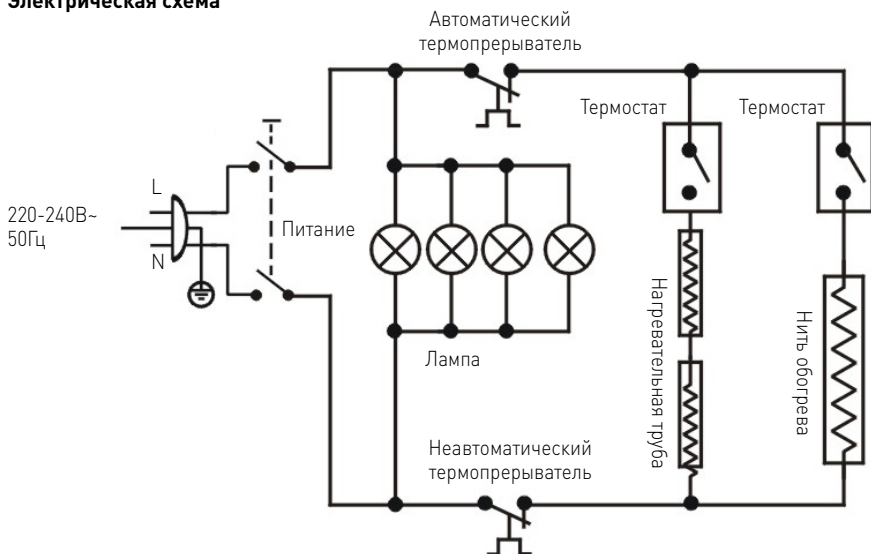 Электрическая схема
Автоматический
термопрерыватель
Термостат
Термостат
L
220-240В~
50Гц
N
Питание
Лампа
Нагревательная труба
Нить обогрева
Неавтоматический
термопрерыватель